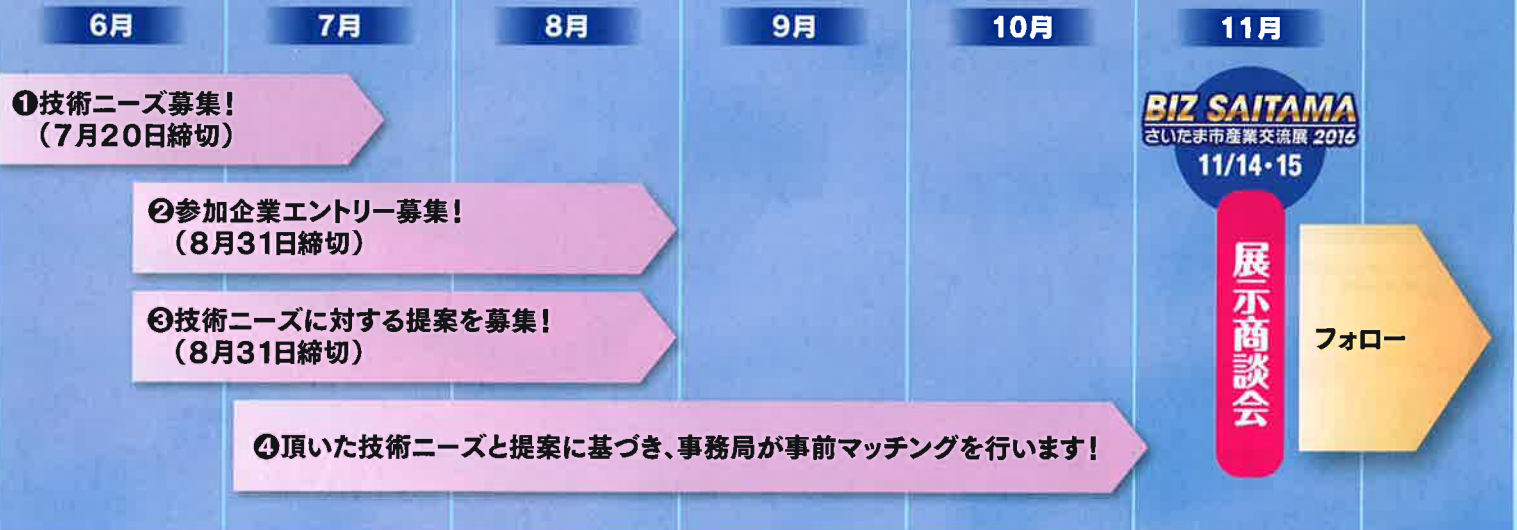 6月
7月
8月
9月
10月
11月
❶技術ニーズ募集!
(7月20日締切)
❷参加企業エントリー募集!
(8月31日締切)
❸技術ニーズに対する提案を募集!
(8月31日締切)
❹頂いた技術ニーズと提案に基づき、事務局が事前マッチングを行います!
BIZ SAITAMA
さいたま市産業交流展 2016
11/14・15
展示商談会
フォロー